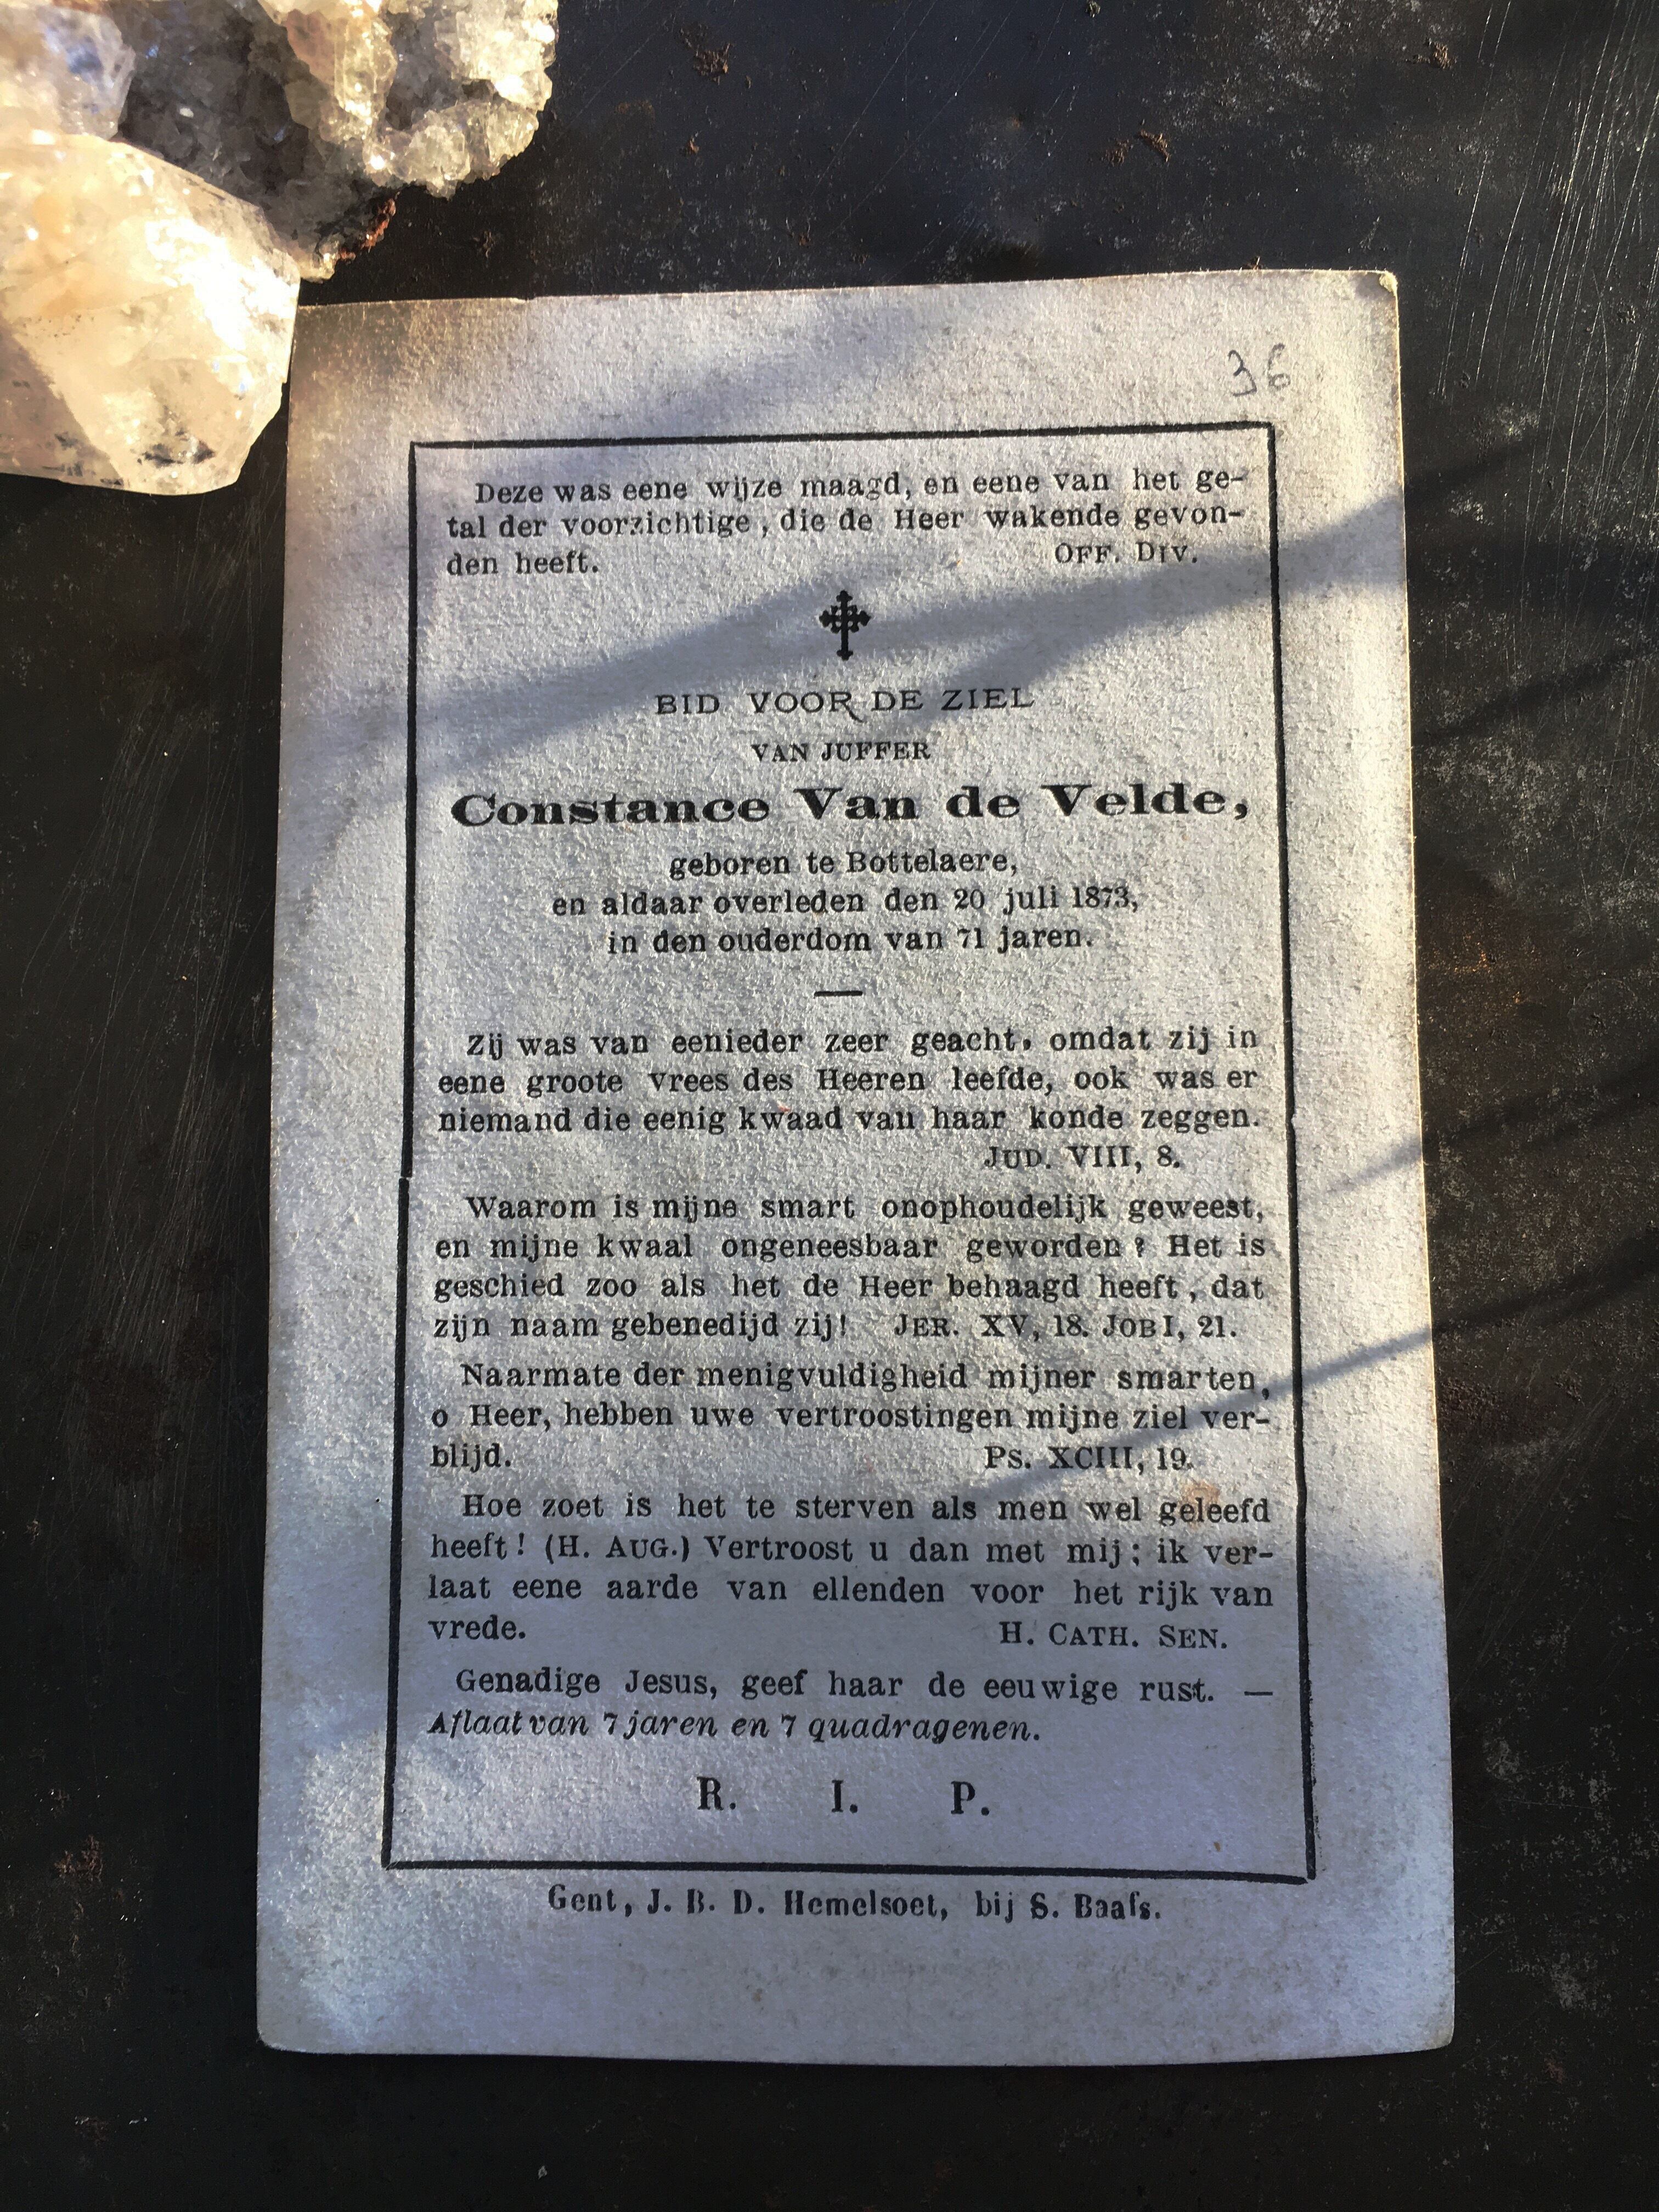 36
Deze was eene wijze maagd, en eene van het ge-
tal der voorzichtige, die de Heer wakende gevon-
den heeft. OFF. DIV.
BID VOOR DE ZIEL
VAN JUFFER
Constance Van de Velde,
geboren te Bottelaere,
en aldaar overleden den 20 juli 1873,
in den ouderdom van 71 jaren.
Zij was van eenieder zeer geacht, omdat zij in
eene groote vrees des Heeren leefde, ook was er
niemand die eenig kwaad van haar konde zeggen.
JUD. VIII, 8.
Waarom is mijne smart onophoudelijk geweest,
en mijne kwaal ongeneesbaar geworden? Het is
geschied zoo als het de Heer behaagd heeft, dat
zijn naam gebenedijd zij! JER. XV, 18. JOB I, 21.
Naarmate der menigvuldigheid mijner smarten,
o Heer, hebben uwe vertroostingen mijne ziel ver-
blijd. PS. XCIII, 19.
Hoe zoet is het te sterven als men wel geleefd
heeft! (H. AUG.) Vertroost u dan met mij; ik ver-
laat eene aarde van ellenden voor het rijk van
vrede. H. CATH. SEN.
Genadige Jesus, geef haar de eeuwige rust. —
Aflaat van 7 jaren en 7 quadragenen.
R. I. P.
Gent, J. B. D. Hemelsoet, bij S. Baafs.